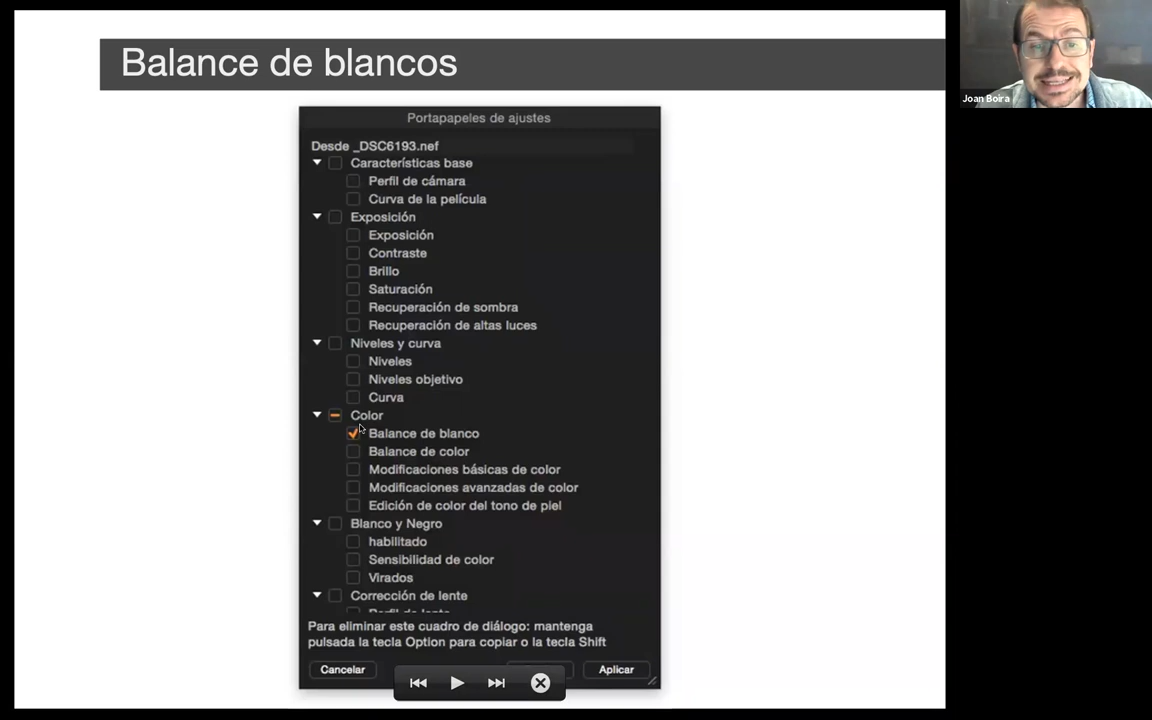 Balance de blancos
Joan Boira
Portapapeles de ajustes
Desde _DSC6193.nef
Características base
Perfil de cámara
Curva de la película
Exposición
Exposición
Contraste
Brillo
Saturación
Recuperación de sombra
Recuperación de altas luces
Niveles y curva
Niveles
Niveles objetivo
Curva
Color
Balance de blanco
Balance de color
Modificaciones básicas de color
Modificaciones avanzadas de color
Edición de color del tono de piel
Blanco y Negro
habilitado
Sensibilidad de color
Virados
Corrección de lente
Perfil de lente
Para eliminar este cuadro de diálogo: mantenga
pulsada la tecla Option para copiar o la tecla Shift
Cancelar
Aplicar